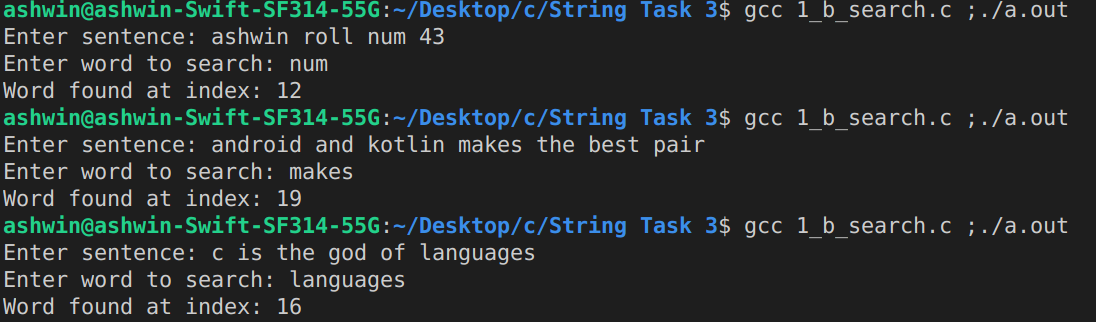 ashwin@ashwin-Swift-SF314-55G:~/Desktop/c/String Task 3$ gcc 1_b_search.c ;./a.out
Enter sentence: ashwin roll num 43
Enter word to search: num
Word found at index: 12
ashwin@ashwin-Swift-SF314-55G:~/Desktop/c/String Task 3$ gcc 1_b_search.c ;./a.out
Enter sentence: android and kotlin makes the best pair
Enter word to search: makes
Word found at index: 19
ashwin@ashwin-Swift-SF314-55G:~/Desktop/c/String Task 3$ gcc 1_b_search.c ;./a.out
Enter sentence: c is the god of languages
Enter word to search: languages
Word found at index: 16